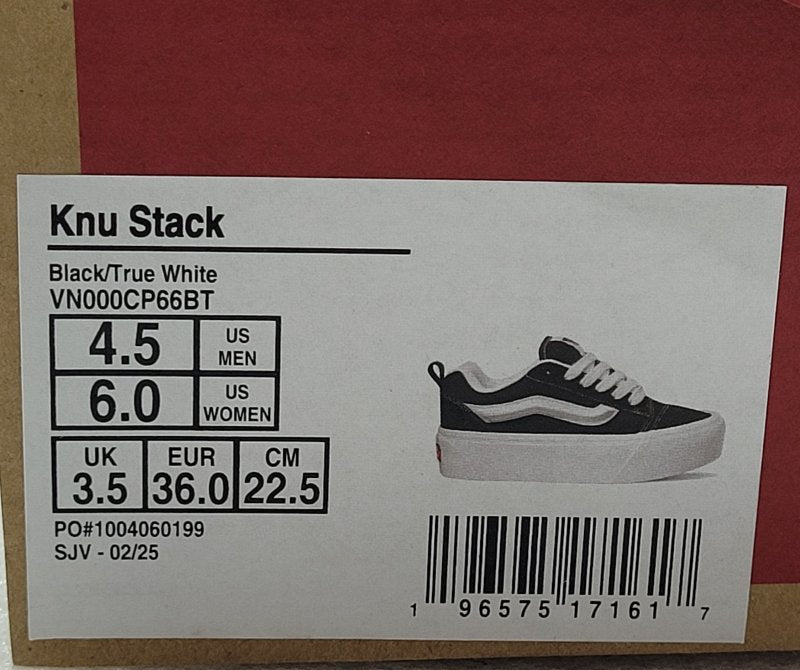 Knu Stack
Black/True White
VN000CP66BT
4.5 US MEN
6.0 US WOMEN
UK EUR CM
3.5 36.0 22.5
PO#1004060199
SJV - 02/25
1 96575 17161 7